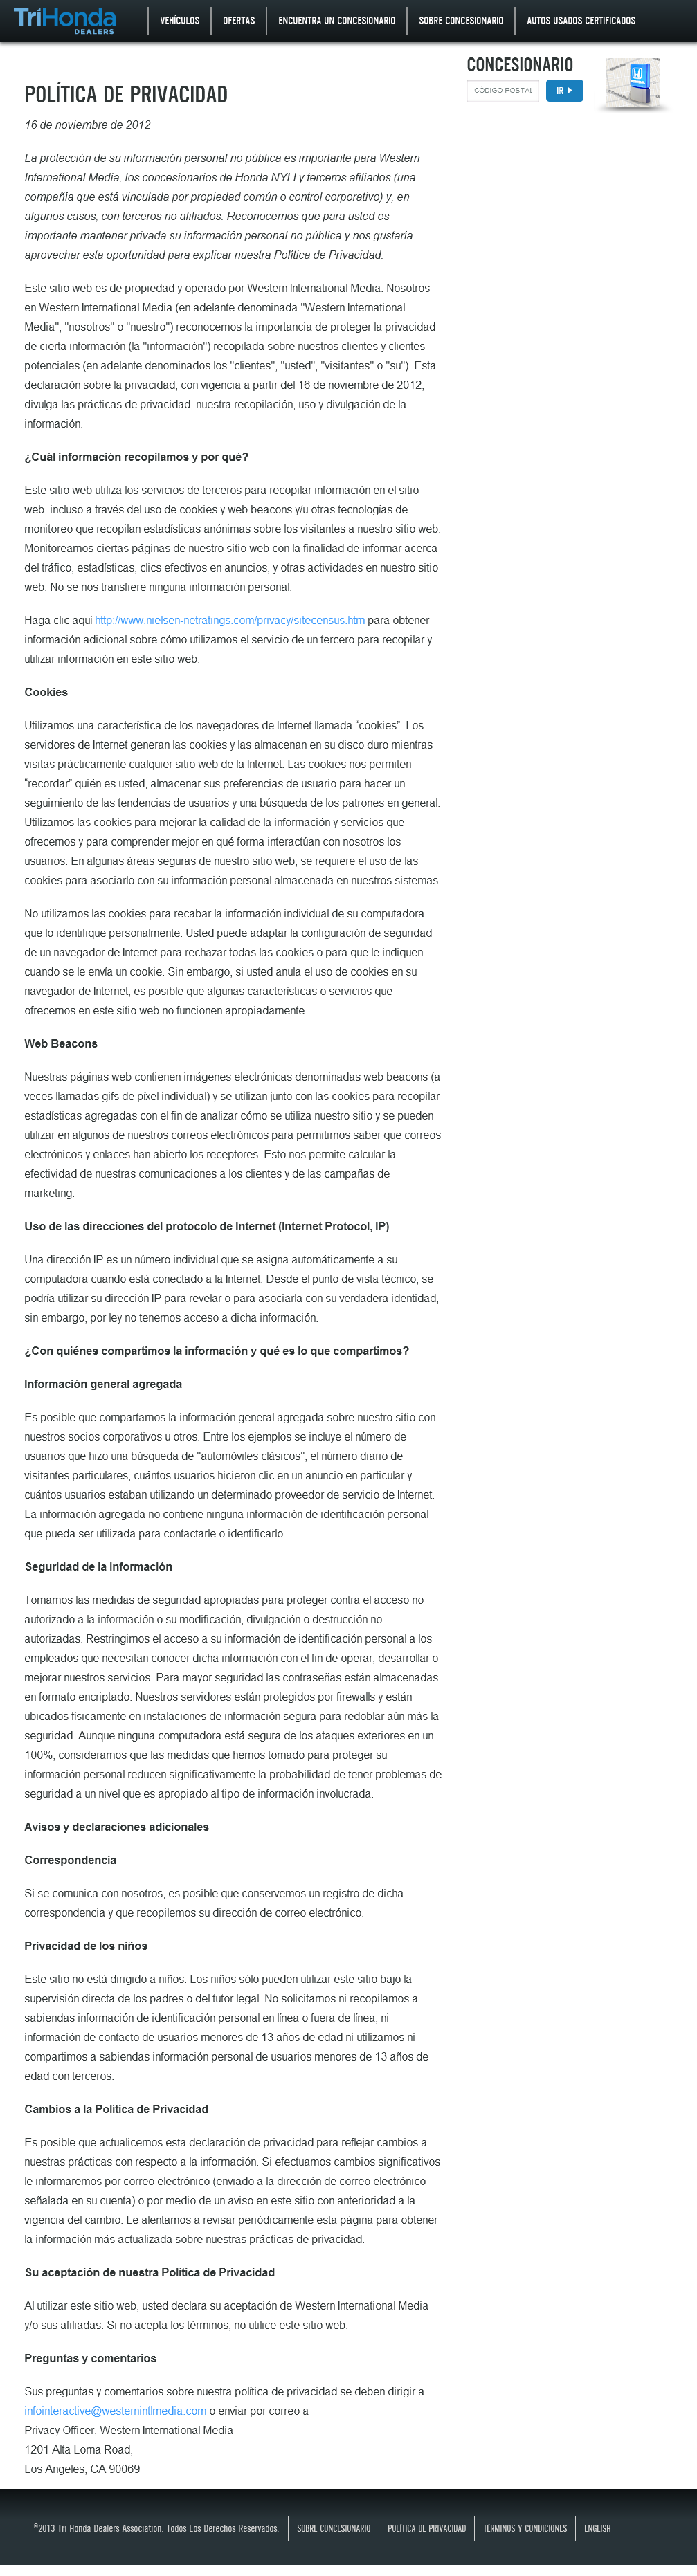 TriHonda
DEALERS
VEHÍCULOS
OFERTAS
ENCUENTRA UN CONCESIONARIO
SOBRE CONCESIONARIO
AUTOS USADOS CERTIFICADOS
CONCESIONARIO
CÓDIGO POSTAL
IR
POLÍTICA DE PRIVACIDAD
16 de noviembre de 2012
La protección de su información personal no pública es importante para Western
International Media, los concesionarios de Honda NYLI y terceros afiliados (una
compañía que está vinculada por propiedad común o control corporativo) y, en
algunos casos, con terceros no afiliados. Reconocemos que para usted es
importante mantener privada su información personal no pública y nos gustaría
aprovechar esta oportunidad para explicar nuestra Política de Privacidad.
Este sitio web es de propiedad y operado por Western International Media. Nosotros
en Western International Media (en adelante denominada "Western International
Media", "nosotros" o "nuestro") reconocemos la importancia de proteger la privacidad
de cierta información (la "información") recopilada sobre nuestros clientes y clientes
potenciales (en adelante denominados los "clientes", "usted", "visitantes" o "su"). Esta
declaración sobre la privacidad, con vigencia a partir del 16 de noviembre de 2012,
divulga las prácticas de privacidad, nuestra recopilación, uso y divulgación de la
información.
¿Cuál información recopilamos y por qué?
Este sitio web utiliza los servicios de terceros para recopilar información en el sitio
web, incluso a través del uso de cookies y web beacons y/u otras tecnologías de
monitoreo que recopilan estadísticas anónimas sobre los visitantes a nuestro sitio web.
Monitoreamos ciertas páginas de nuestro sitio web con la finalidad de informar acerca
del tráfico, estadísticas, clics efectivos en anuncios, y otras actividades en nuestro sitio
web. No se nos transfiere ninguna información personal.
Haga clic aquí http://www.nielsen-netratings.com/privacy/sitecensus.htm para obtener
información adicional sobre cómo utilizamos el servicio de un tercero para recopilar y
utilizar información en este sitio web.
Cookies
Utilizamos una característica de los navegadores de Internet llamada “cookies”. Los
servidores de Internet generan las cookies y las almacenan en su disco duro mientras
visitas prácticamente cualquier sitio web de la Internet. Las cookies nos permiten
“recordar” quién es usted, almacenar sus preferencias de usuario para hacer un
seguimiento de las tendencias de usuarios y una búsqueda de los patrones en general.
Utilizamos las cookies para mejorar la calidad de la información y servicios que
ofrecemos y para comprender mejor en qué forma interactúan con nosotros los
usuarios. En algunas áreas seguras de nuestro sitio web, se requiere el uso de las
cookies para asociarlo con su información personal almacenada en nuestros sistemas.
No utilizamos las cookies para recabar la información individual de su computadora
que lo identifique personalmente. Usted puede adaptar la configuración de seguridad
de un navegador de Internet para rechazar todas las cookies o para que le indiquen
cuando se le envía un cookie. Sin embargo, si usted anula el uso de cookies en su
navegador de Internet, es posible que algunas características o servicios que
ofrecemos en este sitio web no funcionen apropiadamente.
Web Beacons
Nuestras páginas web contienen imágenes electrónicas denominadas web beacons (a
veces llamadas gifs de píxel individual) y se utilizan junto con las cookies para recopilar
estadísticas agregadas con el fin de analizar cómo se utiliza nuestro sitio y se pueden
utilizar en algunos de nuestros correos electrónicos para permitirnos saber que correos
electrónicos y enlaces han abierto los receptores. Esto nos permite calcular la
efectividad de nuestras comunicaciones a los clientes y de las campañas de
marketing.
Uso de las direcciones del protocolo de Internet (Internet Protocol, IP)
Una dirección IP es un número individual que se asigna automáticamente a su
computadora cuando está conectado a la Internet. Desde el punto de vista técnico, se
podría utilizar su dirección IP para revelar o para asociarla con su verdadera identidad,
sin embargo, por ley no tenemos acceso a dicha información.
¿Con quiénes compartimos la información y qué es lo que compartimos?
Información general agregada
Es posible que compartamos la información general agregada sobre nuestro sitio con
nuestros socios corporativos u otros. Entre los ejemplos se incluye el número de
usuarios que hizo una búsqueda de "automóviles clásicos", el número diario de
visitantes particulares, cuántos usuarios hicieron clic en un anuncio en particular y
cuántos usuarios estaban utilizando un determinado proveedor de servicio de Internet.
La información agregada no contiene ninguna información de identificación personal
que pueda ser utilizada para contactarle o identificarlo.
Seguridad de la información
Tomamos las medidas de seguridad apropiadas para proteger contra el acceso no
autorizado a la información o su modificación, divulgación o destrucción no
autorizadas. Restringimos el acceso a su información de identificación personal a los
empleados que necesitan conocer dicha información con el fin de operar, desarrollar o
mejorar nuestros servicios. Para mayor seguridad las contraseñas están almacenadas
en formato encriptado. Nuestros servidores están protegidos por firewalls y están
ubicados físicamente en instalaciones de información segura para redoblar aún más la
seguridad. Aunque ninguna computadora está segura de los ataques exteriores en un
100%, consideramos que las medidas que hemos tomado para proteger su
información personal reducen significativamente la probabilidad de tener problemas de
seguridad a un nivel que es apropiado al tipo de información involucrada.
Avisos y declaraciones adicionales
Correspondencia
Si se comunica con nosotros, es posible que conservemos un registro de dicha
correspondencia y que recopilemos su dirección de correo electrónico.
Privacidad de los niños
Este sitio no está dirigido a niños. Los niños sólo pueden utilizar este sitio bajo la
supervisión directa de los padres o del tutor legal. No solicitamos ni recopilamos a
sabiendas información de identificación personal en línea o fuera de línea, ni
información de contacto de usuarios menores de 13 años de edad ni utilizamos ni
compartimos a sabiendas información personal de usuarios menores de 13 años de
edad con terceros.
Cambios a la Política de Privacidad
Es posible que actualicemos esta declaración de privacidad para reflejar cambios a
nuestras prácticas con respecto a la información. Si efectuamos cambios significativos
le informaremos por correo electrónico (enviado a la dirección de correo electrónico
señalada en su cuenta) o por medio de un aviso en este sitio con anterioridad a la
vigencia del cambio. Le alentamos a revisar periódicamente esta página para obtener
la información más actualizada sobre nuestras prácticas de privacidad.
Su aceptación de nuestra Política de Privacidad
Al utilizar este sitio web, usted declara su aceptación de Western International Media
y/o sus afiliadas. Si no acepta los términos, no utilice este sitio web.
Preguntas y comentarios
Sus preguntas y comentarios sobre nuestra política de privacidad se deben dirigir a
infointeractive@westernintlmedia.com o enviar por correo a
Privacy Officer, Western International Media
1201 Alta Loma Road,
Los Angeles, CA 90069
©2013 Tri Honda Dealers Association. Todos Los Derechos Reservados.
SOBRE CONCESIONARIO
POLÍTICA DE PRIVACIDAD
TERMINOS Y CONDICIONES
ENGLISH